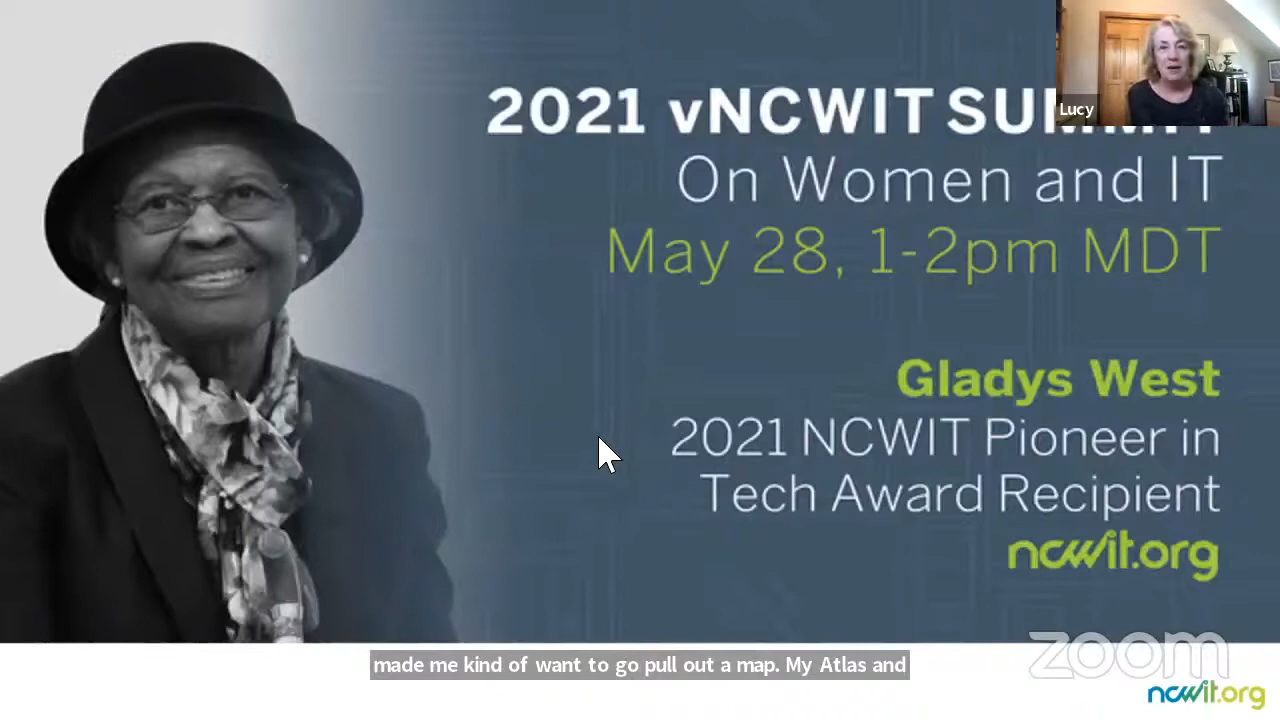 2021 vNCWIT SUMMIT
Lucy
On Women and IT
May 28, 1-2pm MDT
Gladys West
2021 NCWIT Pioneer in
Tech Award Recipient
ncwit.org
zoom
made me kind of want to go pull out a map. My Atlas and
ncwit.org